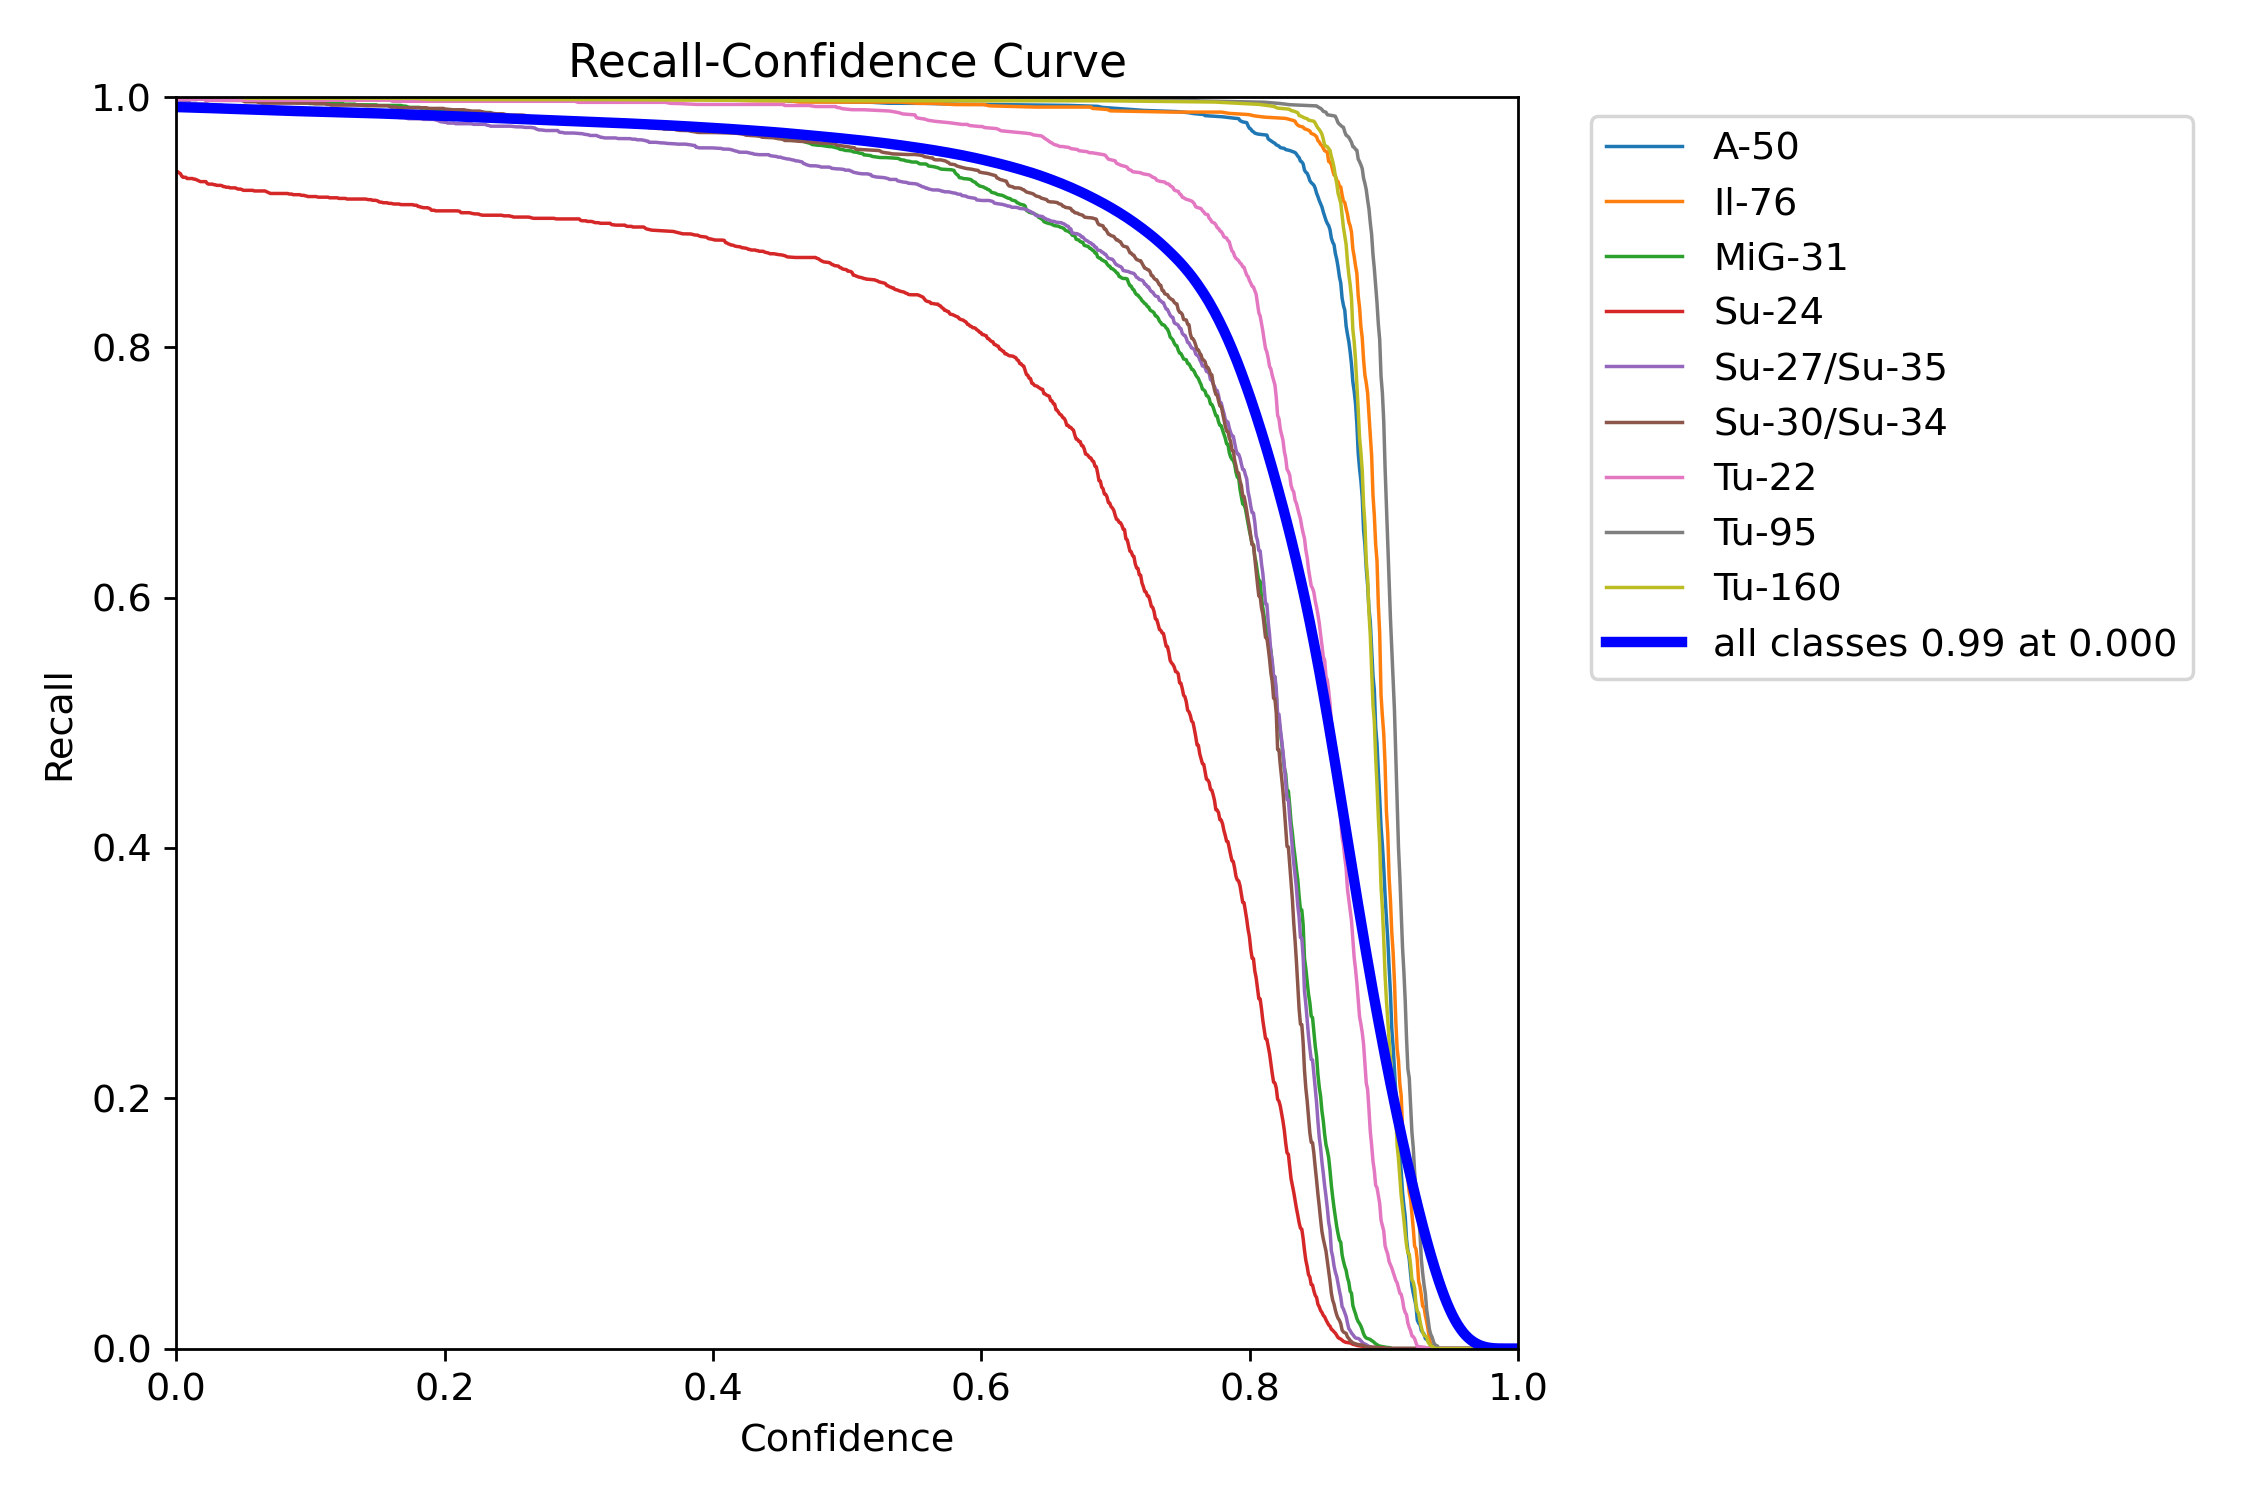 Recall-Confidence Curve
1.0
0.8
0.6
0.4
0.2
0.0
Recall
0.0 0.2 0.4 0.6 0.8 1.0
Confidence
A-50
Il-76
MiG-31
Su-24
Su-27/Su-35
Su-30/Su-34
Tu-22
Tu-95
Tu-160
all classes 0.99 at 0.000